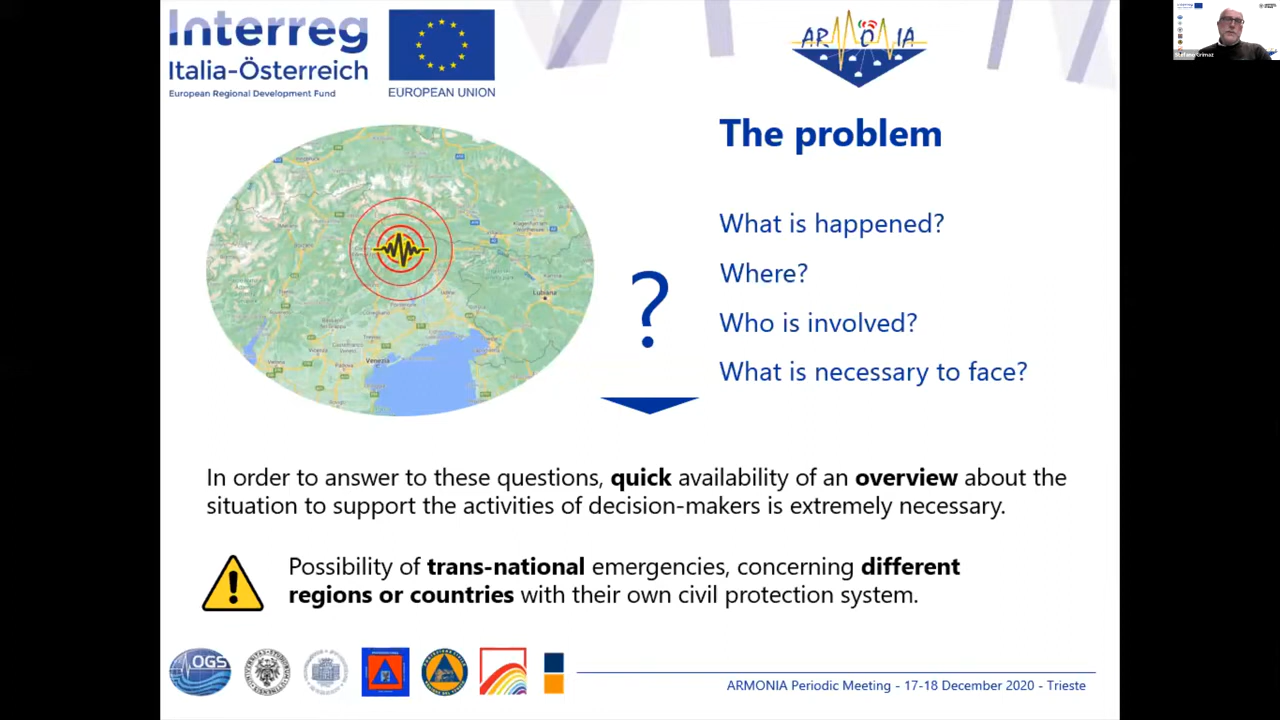 Interreg
Italia-Österreich
European Regional Development Fund
EUROPEAN UNION
ARMONIA
The problem
What is happened?
Where?
Who is involved?
What is necessary to face?
?
Venezia
Lubiana
In order to answer to these questions, quick availability of an overview about the
situation to support the activities of decision-makers is extremely necessary.
Possibility of trans-national emergencies, concerning different
regions or countries with their own civil protection system.
OGS
ARMONIA Periodic Meeting - 17-18 December 2020 - Trieste